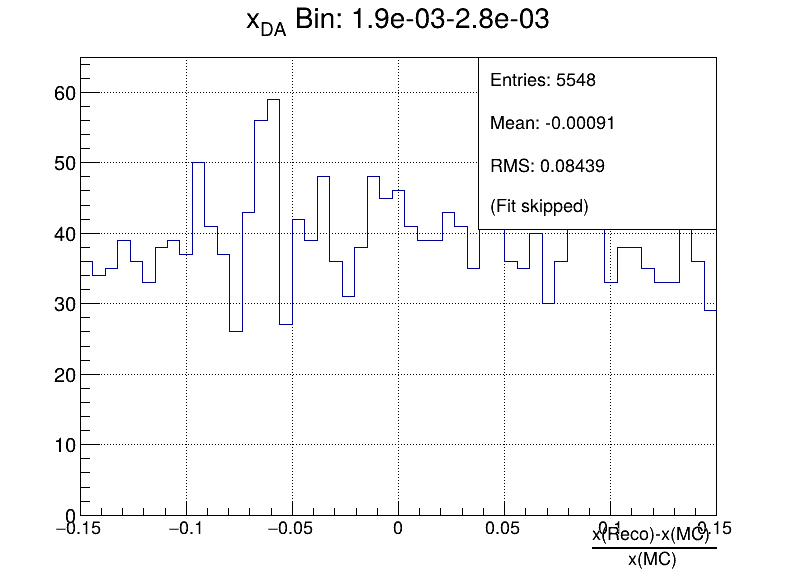 x_DA Bin: 1.9e-03-2.8e-03
Entries: 5548
Mean: -0.00091
RMS: 0.08439
(Fit skipped)
60
50
40
30
20
10
0
−0.15 −0.1 −0.05 0 0.05 0.1 0.15
x(Reco)-x(MC)
x(MC)